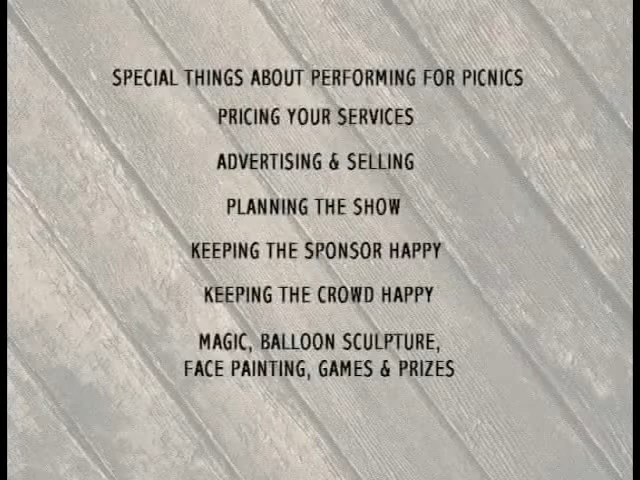 SPECIAL THINGS ABOUT PERFORMING FOR PICNICS
PRICING YOUR SERVICES
ADVERTISING & SELLING
PLANNING THE SHOW
KEEPING THE SPONSOR HAPPY
KEEPING THE CROWD HAPPY
MAGIC, BALLOON SCULPTURE,
FACE PAINTING, GAMES & PRIZES